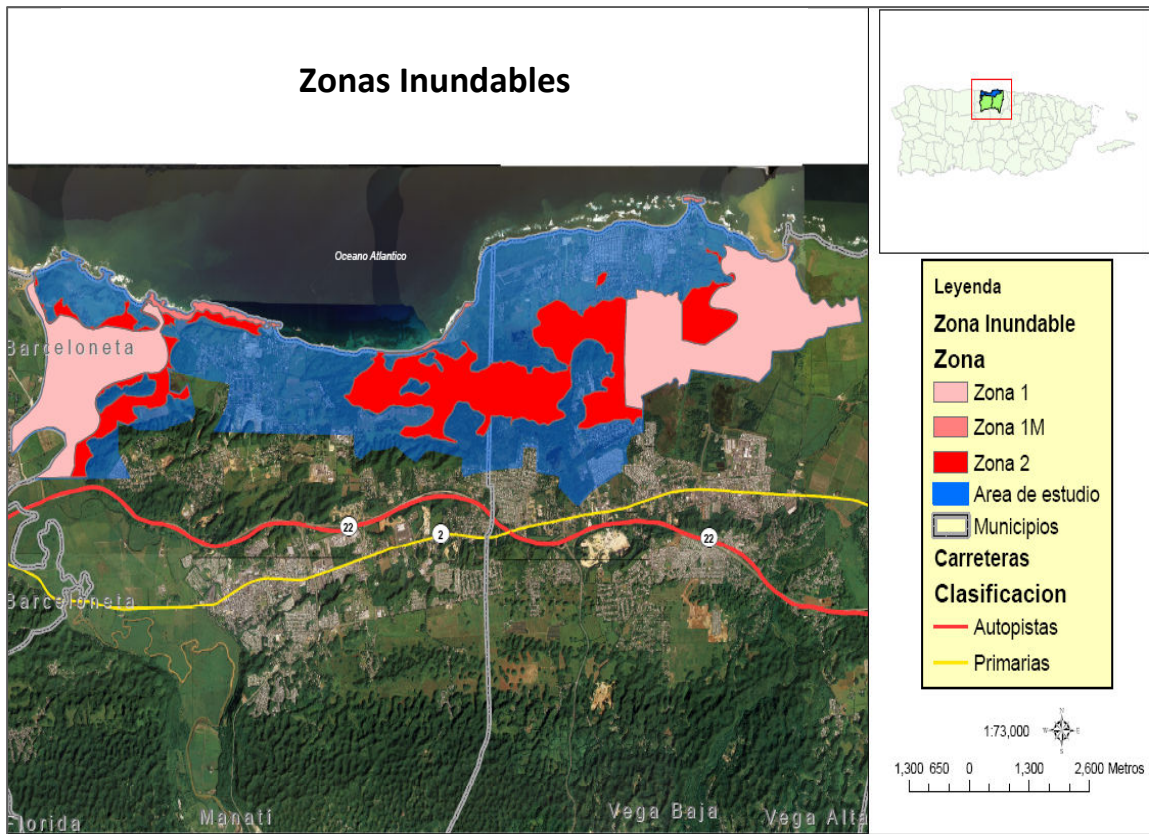 Zonas Inundables
Oceano Atlantico
Barceloneta
22
2
22
Barceloneta
Florida
Manatí
Vega Baja
Vega Alta
Leyenda
Zona Inundable
Zona
Zona 1
Zona 1M
Zona 2
Area de estudio
Municipios
Carreteras
Clasificacion
Autopistas
Primarias
1:73,000
N
W
E
S
1,300 650 0 1,300 2,600 Metros